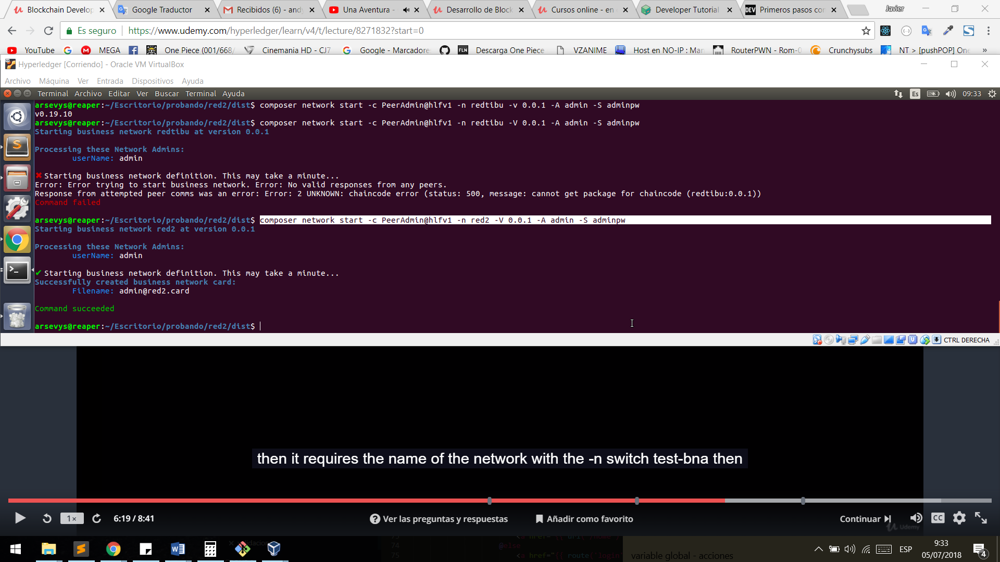 Blockchain Develop
Google Traductor
Recibidos (6) - and
Una Aventura -
Desarrollo de Block
Cursos online - en
Developer Tutorial
DEV Primeros pasos con
Javier
Es seguro https://www.udemy.com/hyperledger/learn/v4/t/lecture/8271832?start=0
YouTube
MEGA
One Piece (001/668/
Cinemania HD - CJ7
Google - Marcadore
FLN Descarga One Piece
VZANIME
Host en NO-IP : Man
RouterPWN - Rom-0
Crunchysubs
NT > [pushPOP] One
»
Hyperledger [Corriendo] - Oracle VM VirtualBox
Archivo Máquina Ver Entrada Dispositivos Ayuda
Terminal Archivo Editar Ver Buscar Terminal Ayuda
Es 09:33
arsevys@reaper:~/Escritorio/probando/red2/dist$ composer network start -c PeerAdmin@hlfv1 -n redtibu -v 0.0.1 -A admin -S adminpw
v0.19.10
arsevys@reaper:~/Escritorio/probando/red2/dist$ composer network start -c PeerAdmin@hlfv1 -n redtibu -V 0.0.1 -A admin -S adminpw
Starting business network redtibu at version 0.0.1
Processing these Network Admins:
userName: admin
✖ Starting business network definition. This may take a minute...
Error: Error trying to start business network. Error: No valid responses from any peers.
Response from attempted peer comms was an error: Error: 2 UNKNOWN: chaincode error (status: 500, message: cannot get package for chaincode (redtibu:0.0.1))
Command failed
arsevys@reaper:~/Escritorio/probando/red2/dist$ composer network start -c PeerAdmin@hlfv1 -n red2 -V 0.0.1 -A admin -S adminpw
Starting business network red2 at version 0.0.1
Processing these Network Admins:
userName: admin
✔ Starting business network definition. This may take a minute...
Successfully created business network card:
Filename: admin@red2.card
Command succeeded
arsevys@reaper:~/Escritorio/probando/red2/dist$
CTRL DERECHA
then it requires the name of the network with the -n switch test-bna then
1×
6:19 / 8:41
Ver las preguntas y respuestas
Añadir como favorito
Continuar
CC
Udemy
74 @else
75 <a href="{{ route('login'
variable global - acciones
ESP
9:33
05/07/2018
4